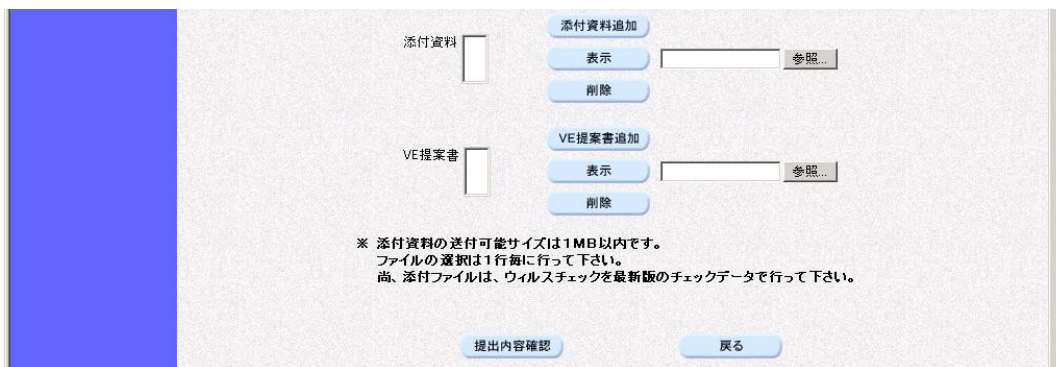 添付資料追加
添付資料
表示
参照...
削除
VE提案書追加
VE提案書
表示
参照...
削除
※ 添付資料の送付可能サイズは1MB以内です。
ファイルの選択は1行毎に行って下さい。
尚、添付ファイルは、ウィルスチェックを最新版のチェックデータで行って下さい。
提出内容確認 戻る